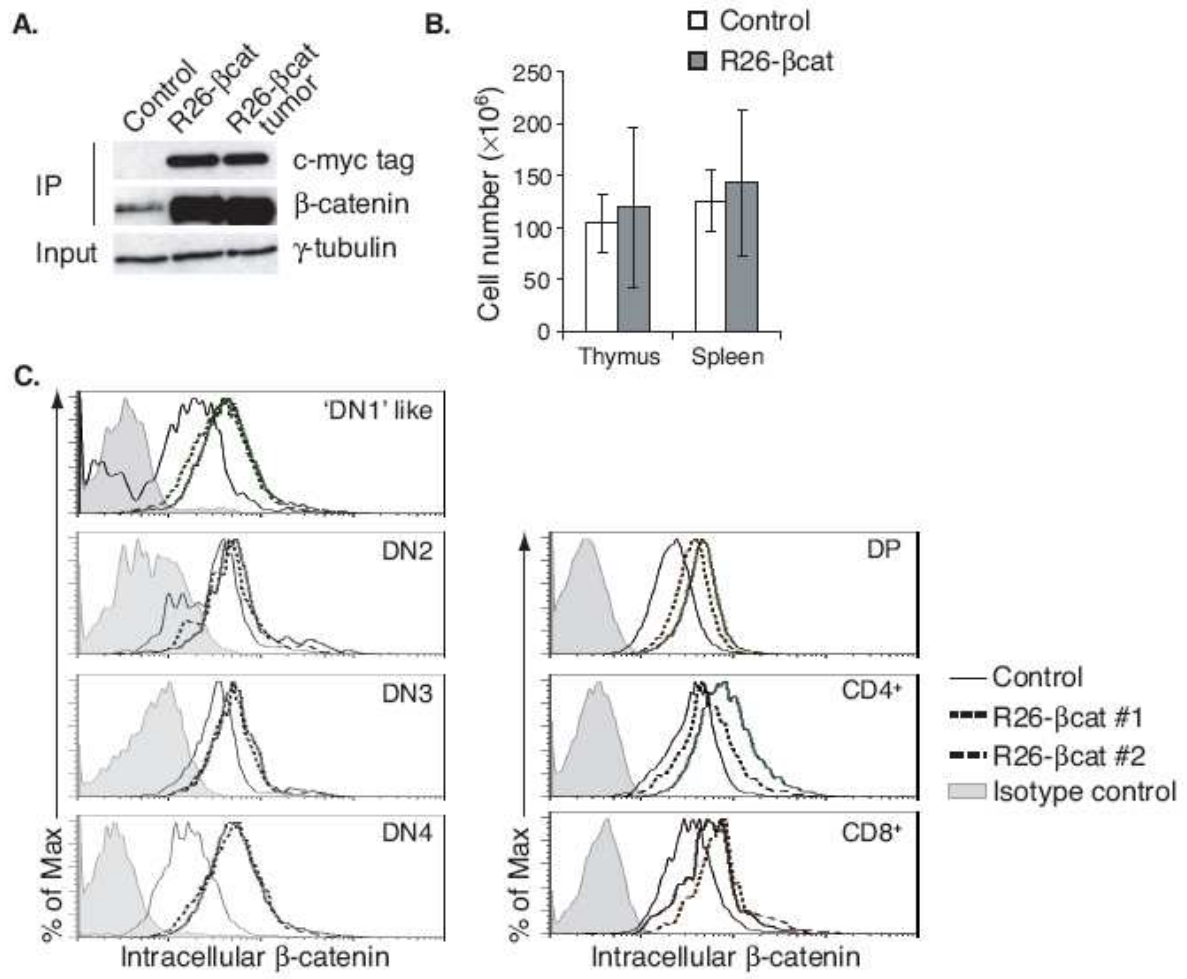 A.
Control
R26-βcat
R26-βcat
tumor
IP
c-myc tag
β-catenin
Input
γ-tubulin
B.
Control
R26-βcat
Cell number (×10⁶)
250
200
150
100
50
0
Thymus
Spleen
C.
'DN1' like
DN2
DN3
DN4
% of Max
Intracellular β-catenin
DP
CD4⁺
CD8⁺
% of Max
Intracellular β-catenin
Control
R26-βcat #1
R26-βcat #2
Isotype control